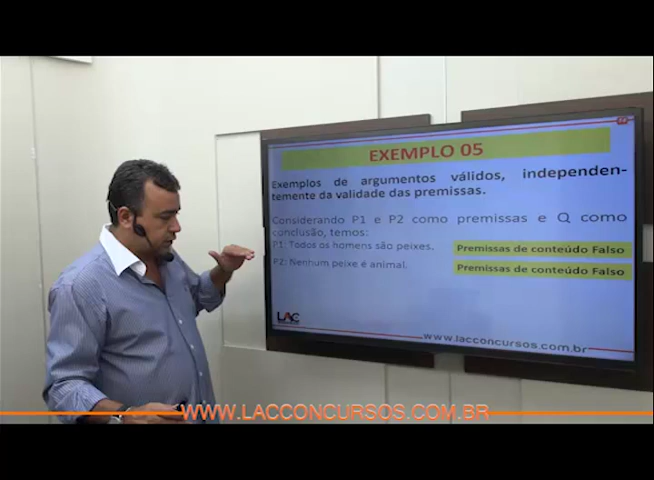 EXEMPLO 05
Exemplos de argumentos válidos, independen-
temente da validade das premissas.
Considerando P1 e P2 como premissas e Q como
conclusão, temos:
P1: Todos os homens são peixes.
Premissas de conteúdo Falso
P2: Nenhum peixe é animal.
Premissas de conteúdo Falso
LAC
www.lacconcursos.com.br
WWW.LACCONCURSOS.COM.BR